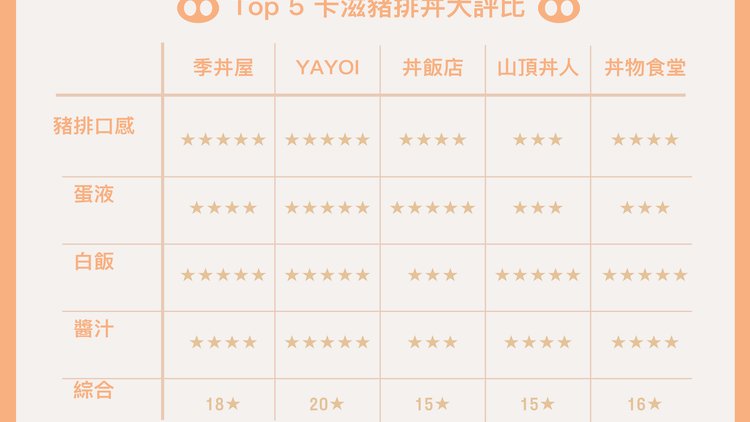 Top 5 卡滋豬排丼大評比
季丼屋 YAYOI 丼飯店 山頂丼人 丼物食堂
豬排口感 ★★★★★ ★★★★★ ★★★★ ★★★ ★★★★
蛋液 ★★★★ ★★★★★ ★★★★★ ★★★ ★★★
白飯 ★★★★★ ★★★★★ ★★★ ★★★★★ ★★★★★
醬汁 ★★★★ ★★★★★ ★★★ ★★★★ ★★★★
綜合 18★ 20★ 15★ 15★ 16★